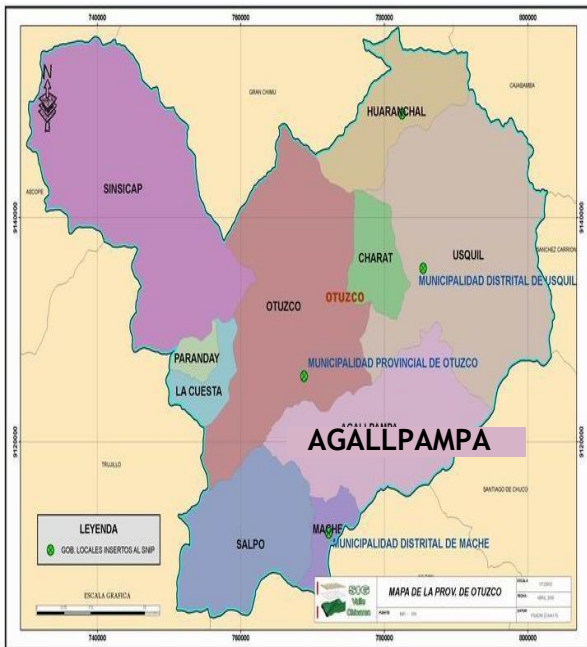 740000
760000
780000
800000
N
GRAN CHIMU
CAJABAMBA
HUARANCHAL
ASCOPE
SINSICAP
9140000
9140000
SANCHEZ CARRION
CHARAT
USQUIL
MUNICIPALIDAD DISTRITAL DE USQUIL
OTUZCO
OTUZCO
PARANDAY
MUNICIPALIDAD PROVINCIAL DE OTUZCO
LA CUESTA
AGALLPAMPA
9120000
9120000
TRUJILLO
SANTIAGO DE CHUCO
LEYENDA
GOB. LOCALES INSERTOS AL SNIP
SALPO
MACHE
MUNICIPALIDAD DISTRITAL DE MACHE
ESCALA GRAFICA
SIG
MAPA DE LA PROV. DE OTUZCO
740000
760000
780000
800000